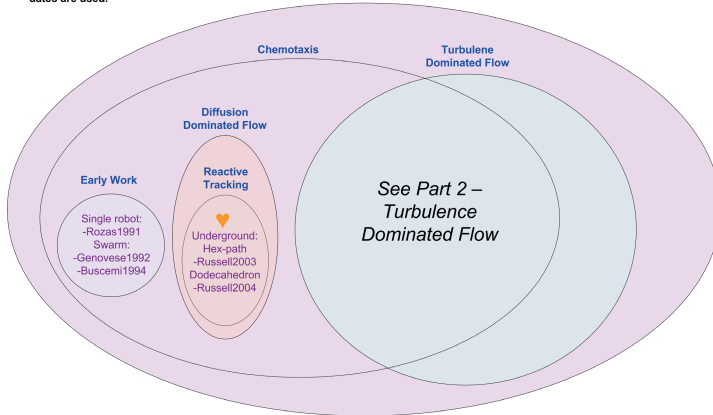 dates are used.
Chemotaxis
Turbulene
Dominated Flow
Diffusion
Dominated Flow
Early Work
Reactive
Tracking
Single robot:
-Rozas1991
Swarm:
-Genovese1992
-Buscemi1994
Underground:
Hex-path
-Russell2003
Dodecahedron
-Russell2004
See Part 2 –
Turbulence
Dominated Flow